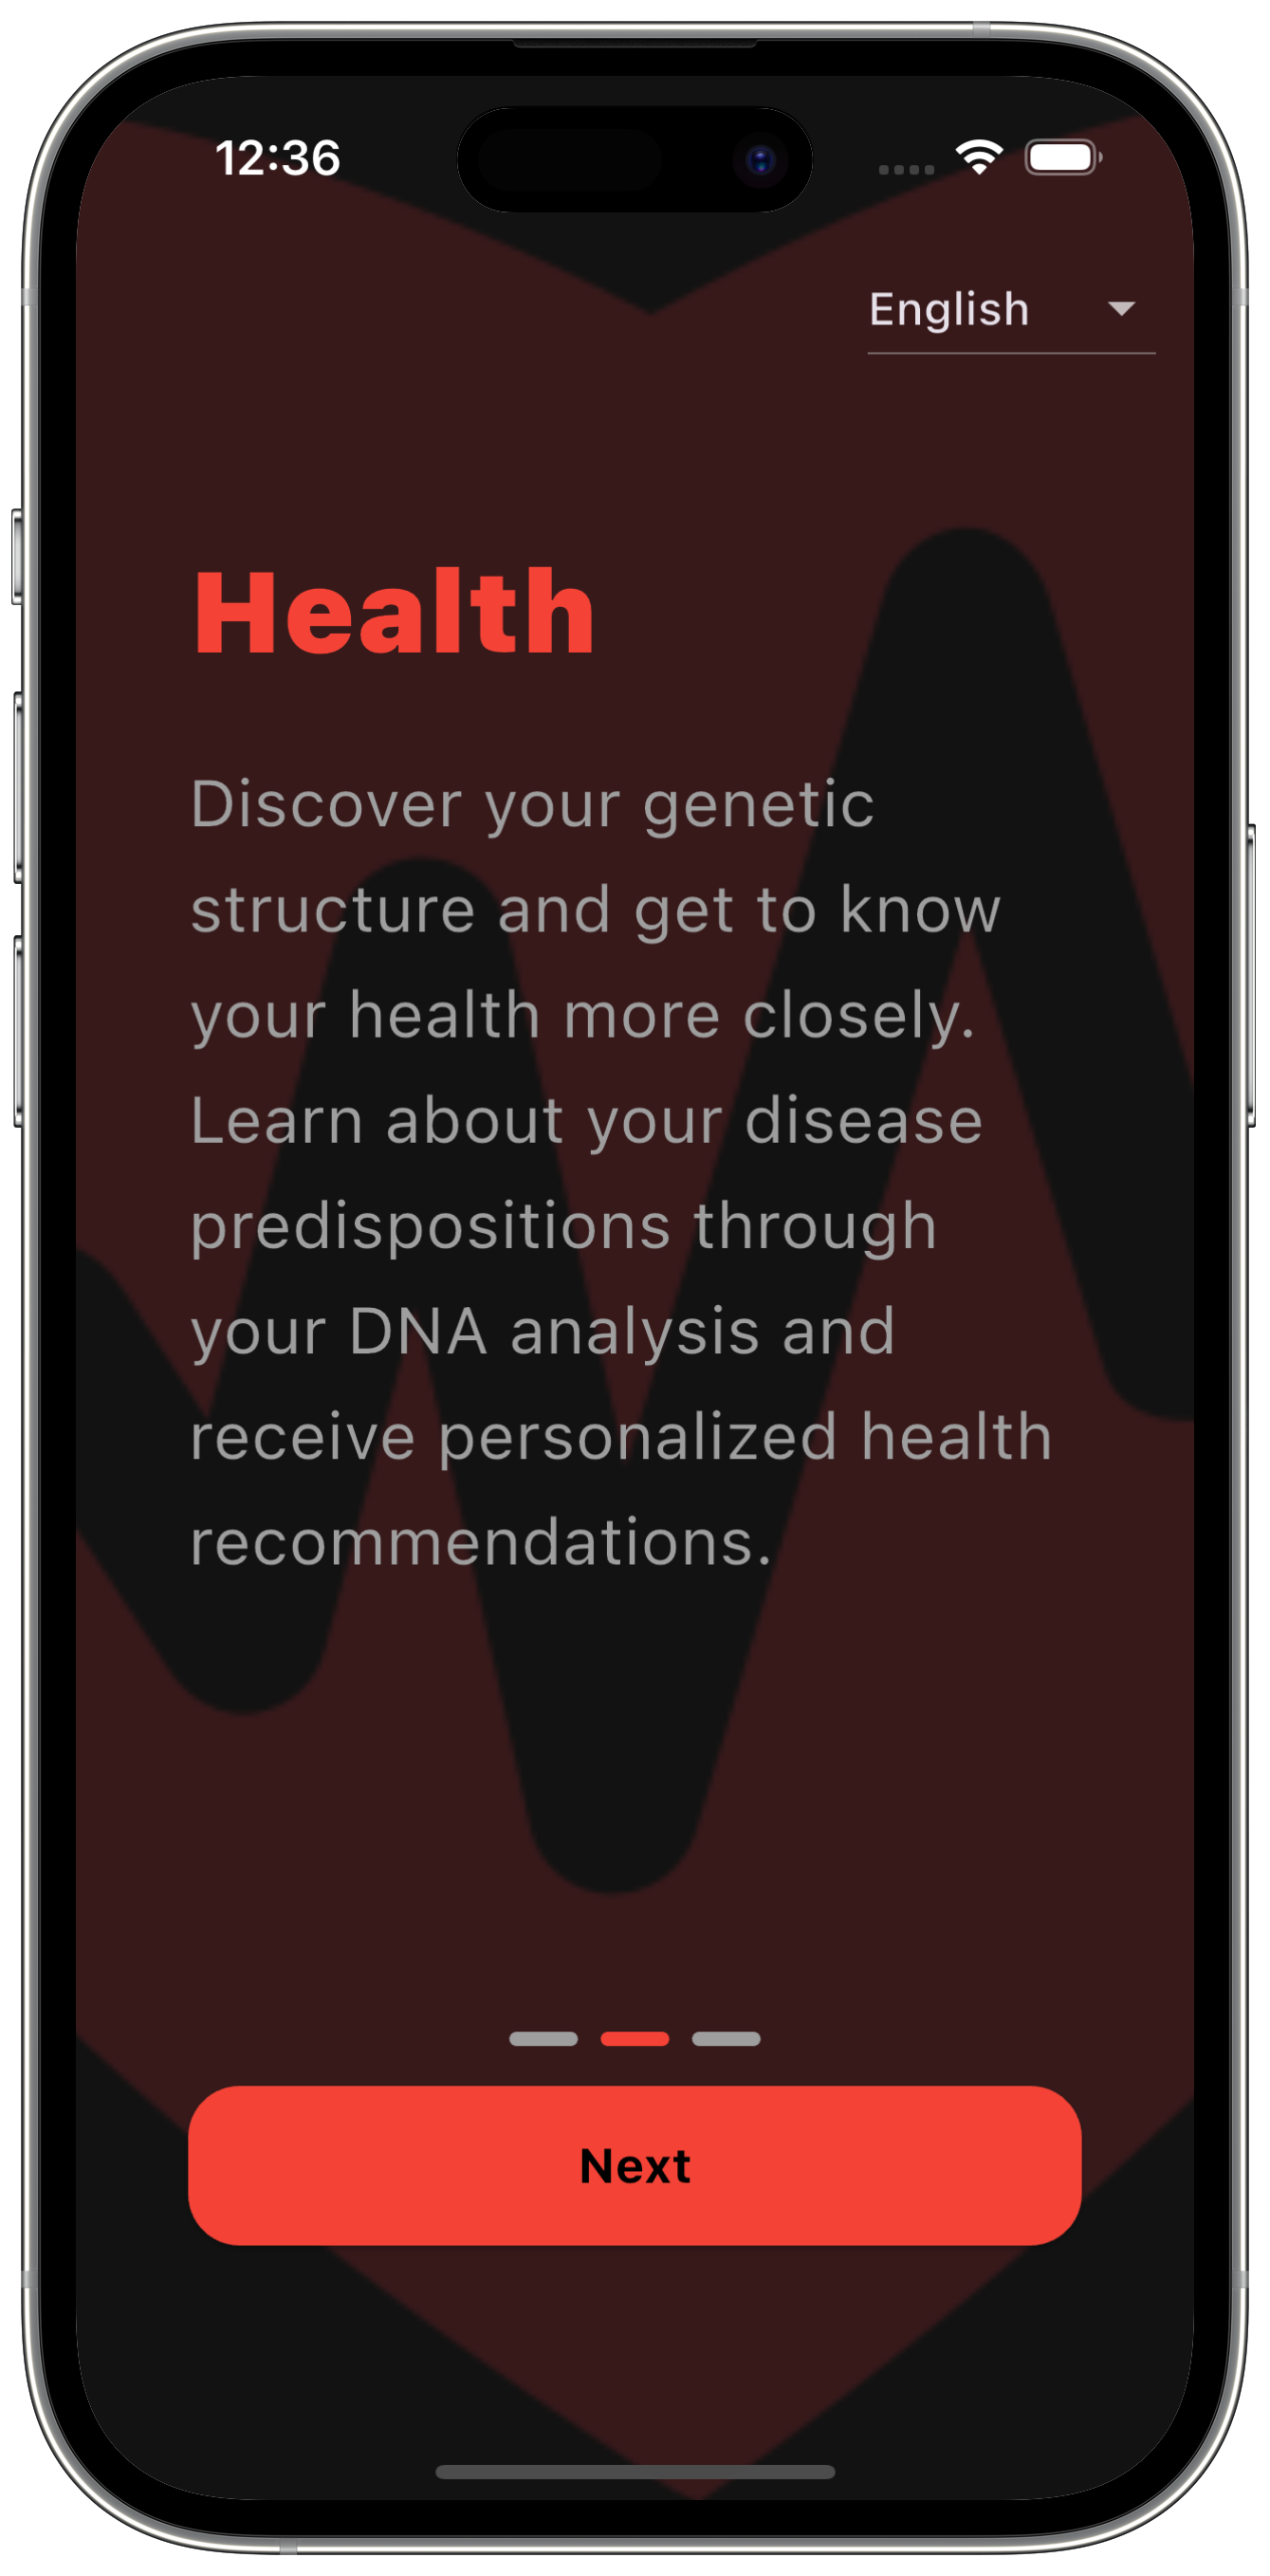 12:36
English
Health
Discover your genetic
structure and get to know
your health more closely.
Learn about your disease
predispositions through
your DNA analysis and
receive personalized health
recommendations.
Next